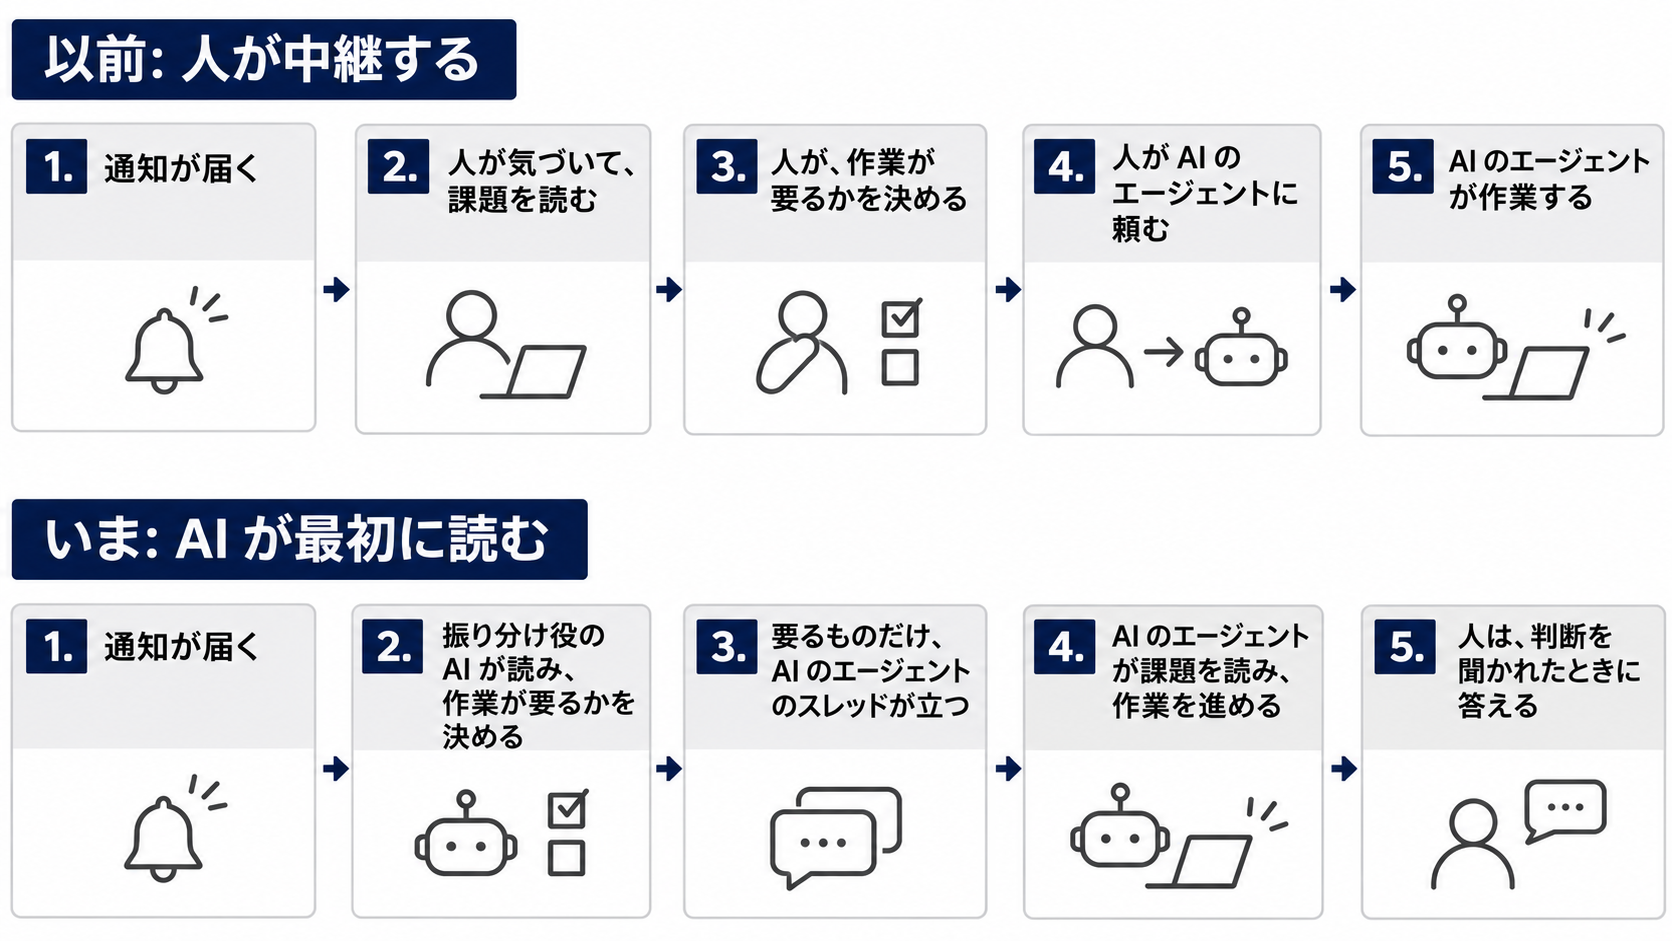 以前: 人が中継する
1. 通知が届く
2. 人が気づいて、
課題を読む
3. 人が、作業が
要るかを決める
4. 人が AI の
エージェントに
頼む
5. AI のエージェント
が作業する
いま: AI が最初に読む
1. 通知が届く
2. 振り分け役の
AI が読み、
作業が要るかを
決める
3. 要るものだけ、
AI のエージェント
のスレッドが立つ
4. AI のエージェント
が課題を読み、
作業を進める
5. 人は、判断を
聞かれたときに
答える